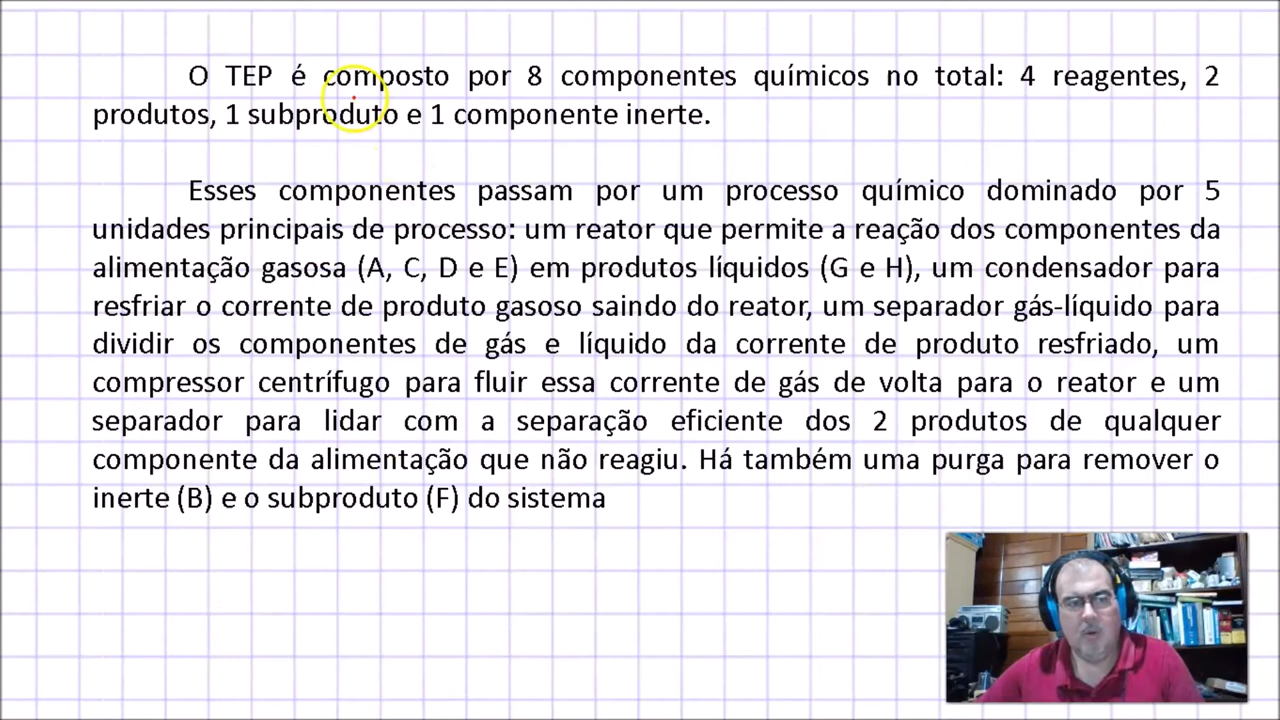 O TEP é composto por 8 componentes químicos no total: 4 reagentes, 2
produtos, 1 subproduto e 1 componente inerte.
Esses componentes passam por um processo químico dominado por 5
unidades principais de processo: um reator que permite a reação dos componentes da
alimentação gasosa (A, C, D e E) em produtos líquidos (G e H), um condensador para
resfriar o corrente de produto gasoso saindo do reator, um separador gás-líquido para
dividir os componentes de gás e líquido da corrente de produto resfriado, um
compressor centrífugo para fluir essa corrente de gás de volta para o reator e um
separador para lidar com a separação eficiente dos 2 produtos de qualquer
componente da alimentação que não reagiu. Há também uma purga para remover o
inerte (B) e o subproduto (F) do sistema